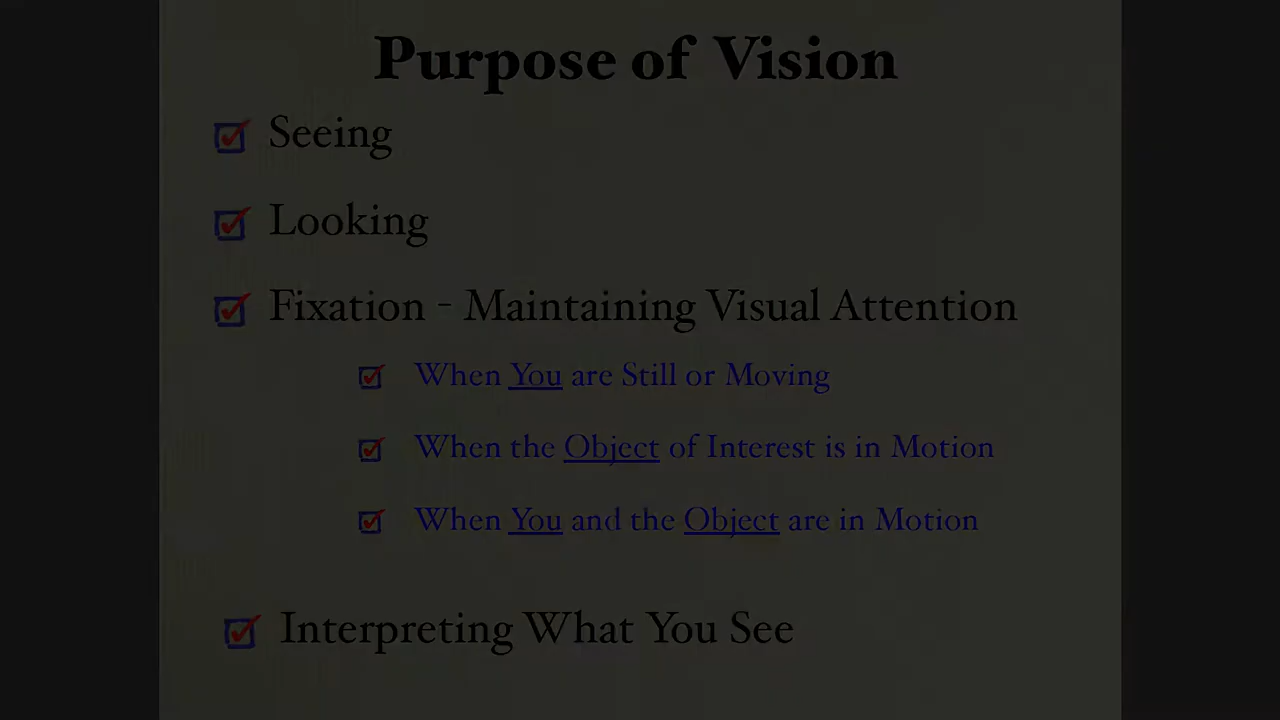 Purpose of Vision
Seeing
Looking
Fixation - Maintaining Visual Attention
When You are Still or Moving
When the Object of Interest is in Motion
When You and the Object are in Motion
Interpreting What You See